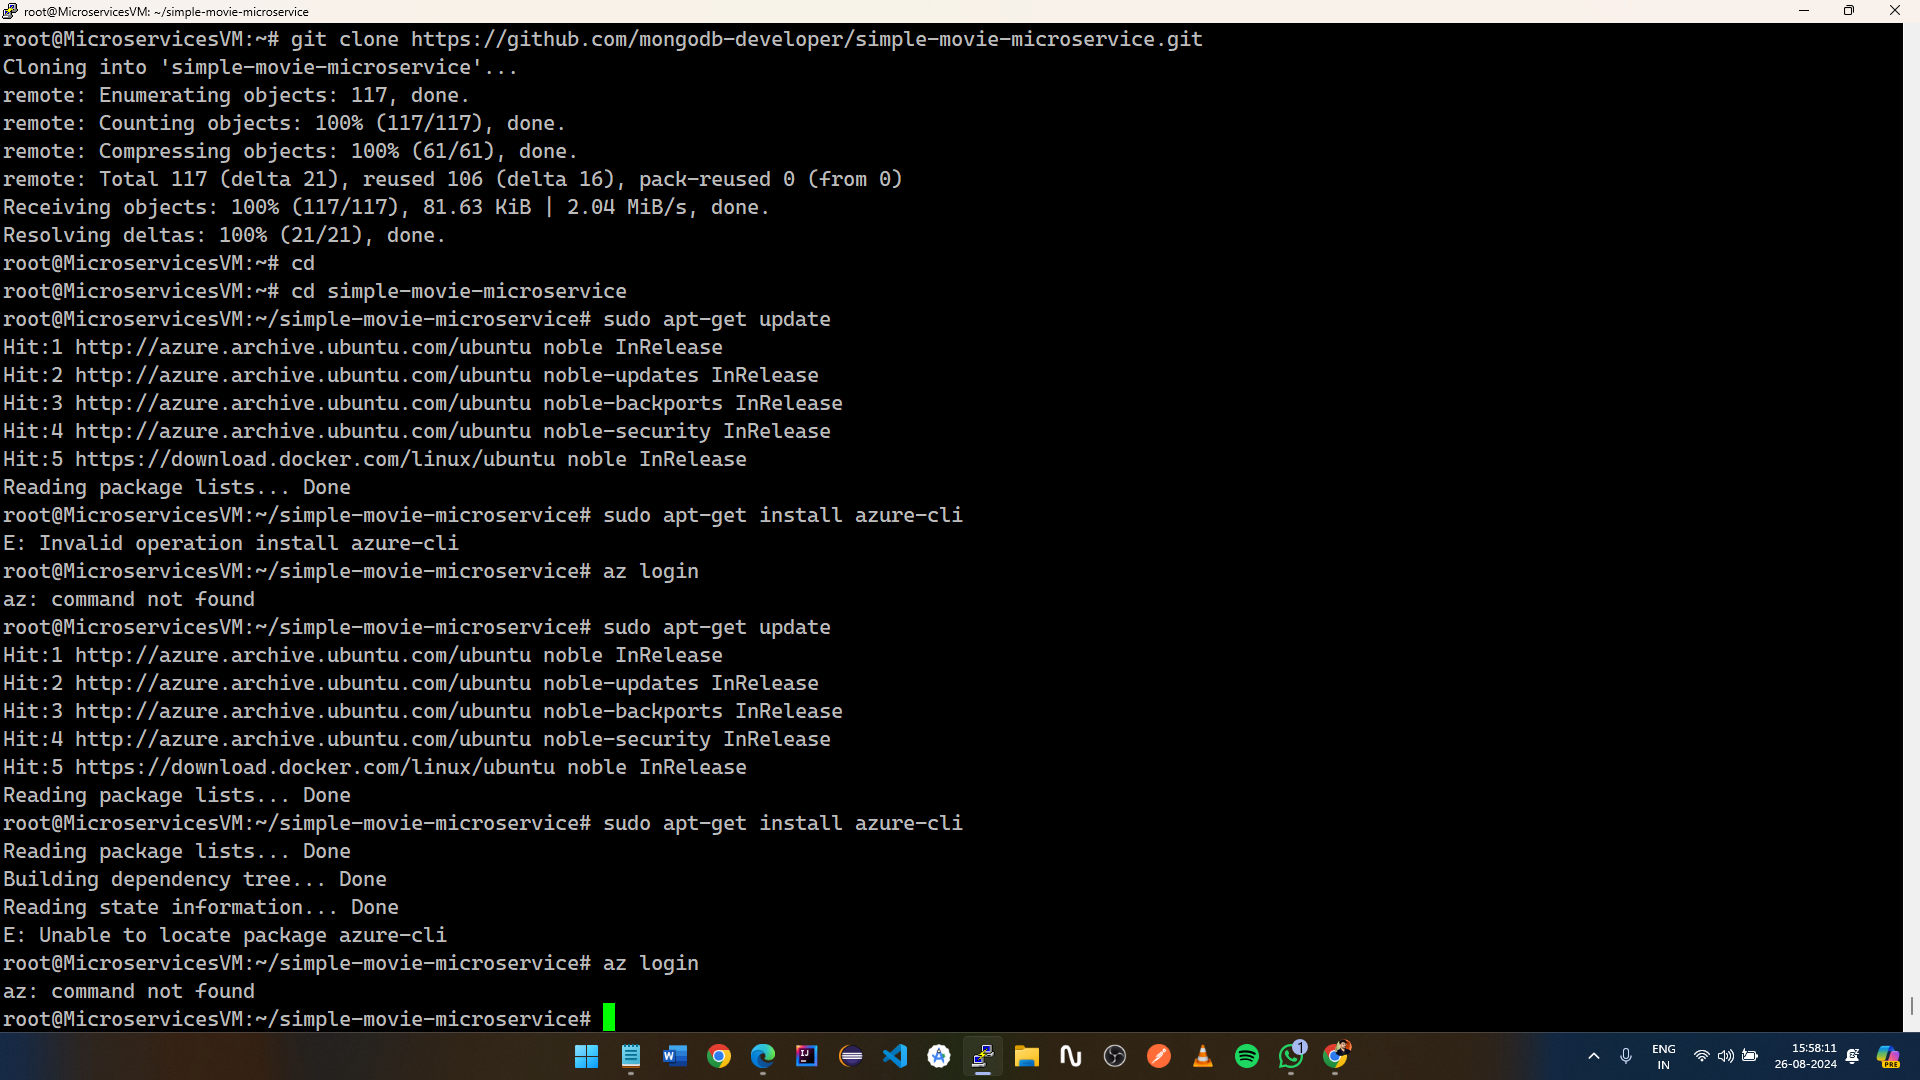 root@MicroservicesVM: ~/simple-movie-microservice
root@MicroservicesVM:~# git clone https://github.com/mongodb-developer/simple-movie-microservice.git
Cloning into 'simple-movie-microservice'...
remote: Enumerating objects: 117, done.
remote: Counting objects: 100% (117/117), done.
remote: Compressing objects: 100% (61/61), done.
remote: Total 117 (delta 21), reused 106 (delta 16), pack-reused 0 (from 0)
Receiving objects: 100% (117/117), 81.63 KiB | 2.04 MiB/s, done.
Resolving deltas: 100% (21/21), done.
root@MicroservicesVM:~# cd
root@MicroservicesVM:~# cd simple-movie-microservice
root@MicroservicesVM:~/simple-movie-microservice# sudo apt-get update
Hit:1 http://azure.archive.ubuntu.com/ubuntu noble InRelease
Hit:2 http://azure.archive.ubuntu.com/ubuntu noble-updates InRelease
Hit:3 http://azure.archive.ubuntu.com/ubuntu noble-backports InRelease
Hit:4 http://azure.archive.ubuntu.com/ubuntu noble-security InRelease
Hit:5 https://download.docker.com/linux/ubuntu noble InRelease
Reading package lists... Done
root@MicroservicesVM:~/simple-movie-microservice# sudo apt-get install azure-cli
E: Invalid operation install azure-cli
root@MicroservicesVM:~/simple-movie-microservice# az login
az: command not found
root@MicroservicesVM:~/simple-movie-microservice# sudo apt-get update
Hit:1 http://azure.archive.ubuntu.com/ubuntu noble InRelease
Hit:2 http://azure.archive.ubuntu.com/ubuntu noble-updates InRelease
Hit:3 http://azure.archive.ubuntu.com/ubuntu noble-backports InRelease
Hit:4 http://azure.archive.ubuntu.com/ubuntu noble-security InRelease
Hit:5 https://download.docker.com/linux/ubuntu noble InRelease
Reading package lists... Done
root@MicroservicesVM:~/simple-movie-microservice# sudo apt-get install azure-cli
Reading package lists... Done
Building dependency tree... Done
Reading state information... Done
E: Unable to locate package azure-cli
root@MicroservicesVM:~/simple-movie-microservice# az login
az: command not found
root@MicroservicesVM:~/simple-movie-microservice#
1
ENG
IN
15:58:11
26-08-2024
PRE